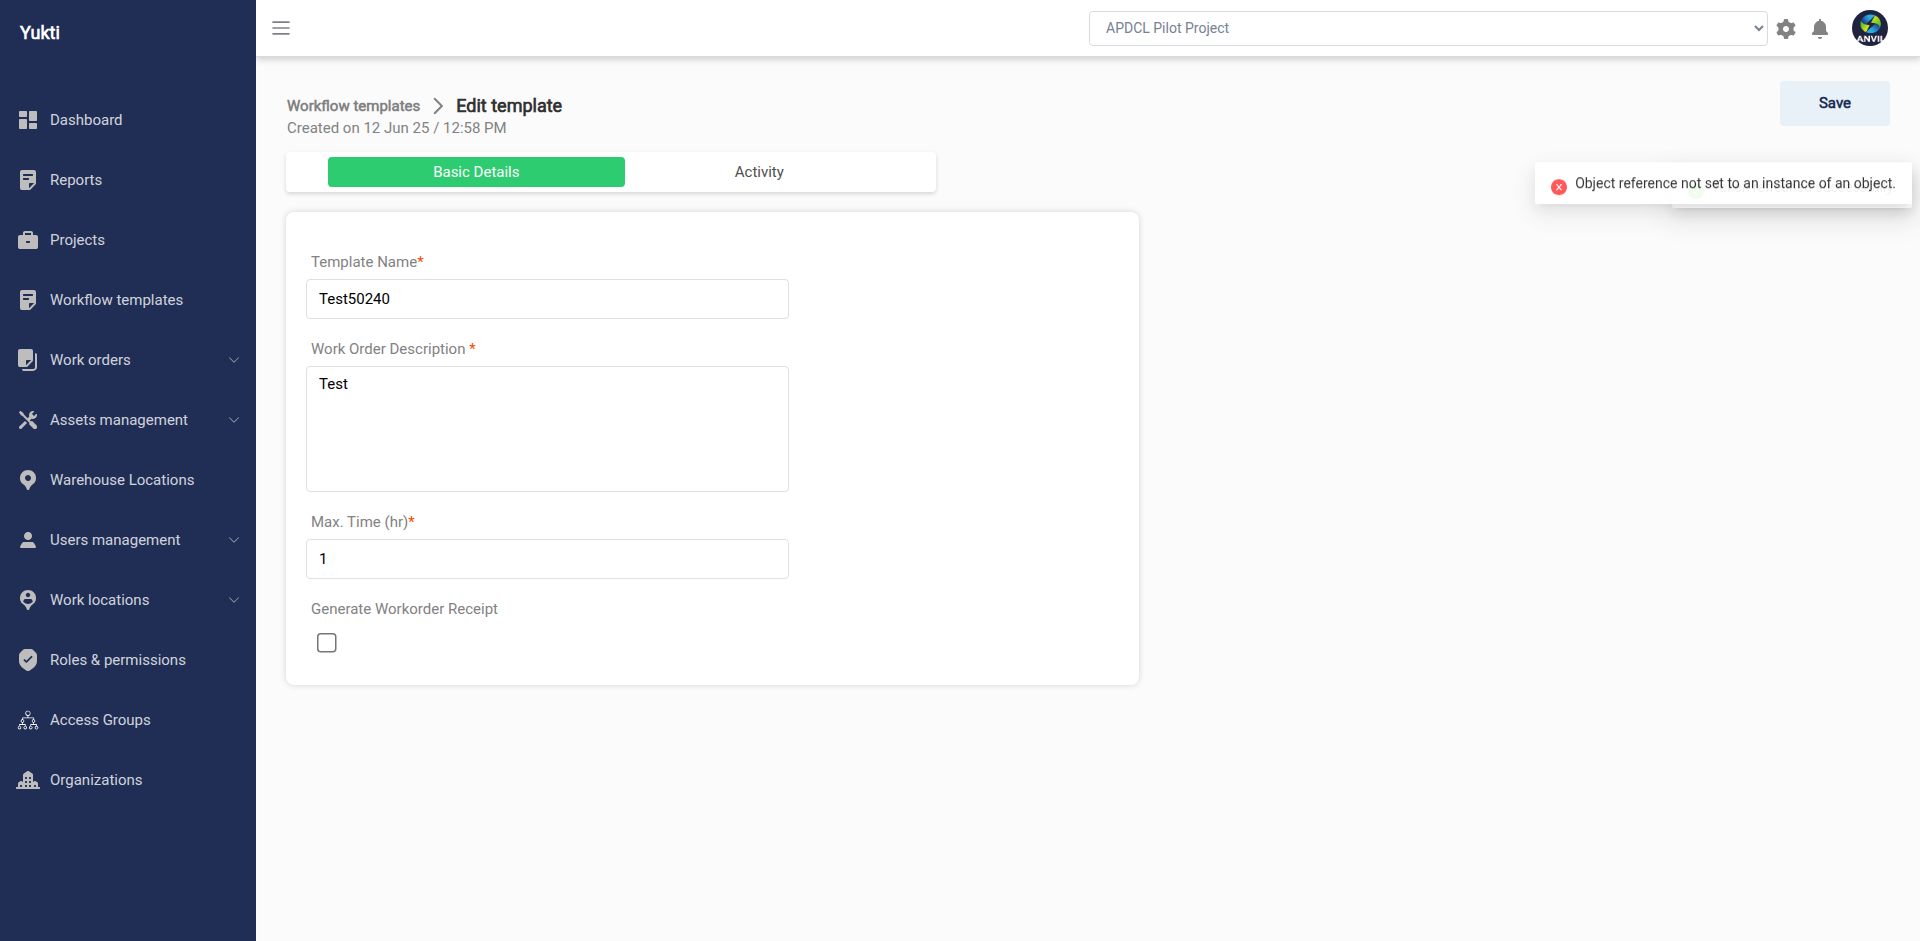 Yukti
APDCL Pilot Project
ANVIL
Dashboard
Reports
Projects
Workflow templates
Work orders
Assets management
Warehouse Locations
Users management
Work locations
Roles & permissions
Access Groups
Organizations
Workflow templates > Edit template
Created on 12 Jun 25 / 12:58 PM
Save
Basic Details
Activity
Object reference not set to an instance of an object.
Template Name*
Test50240
Work Order Description *
Test
Max. Time (hr)*
1
Generate Workorder Receipt